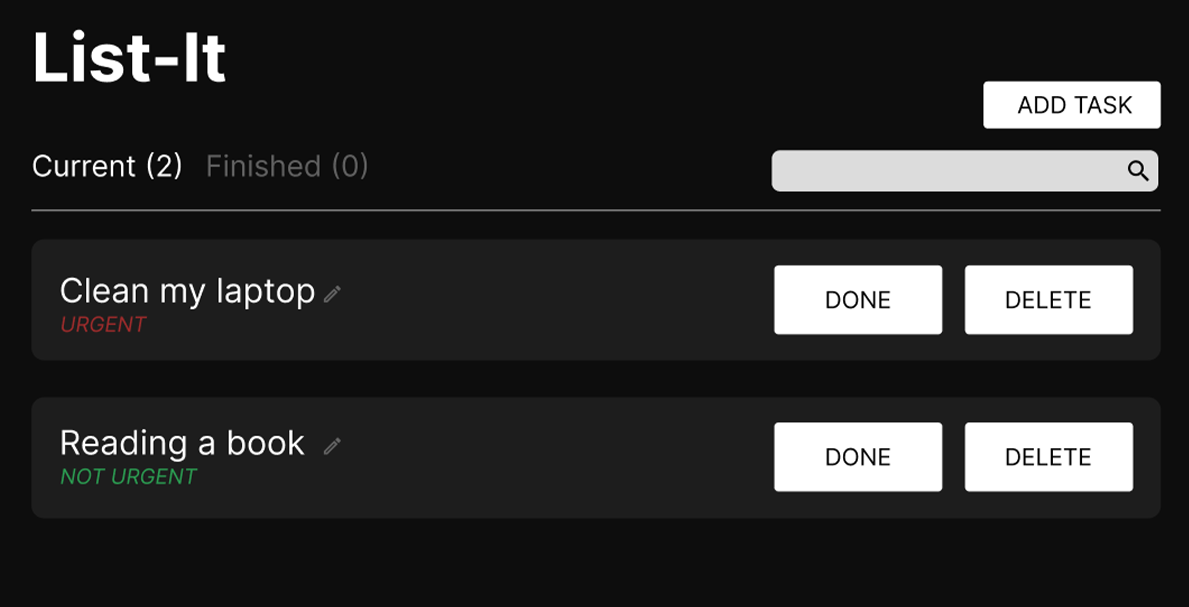 List-It
ADD TASK
Current (2) Finished (0)
Clean my laptop
URGENT
DONE DELETE
Reading a book
NOT URGENT
DONE DELETE